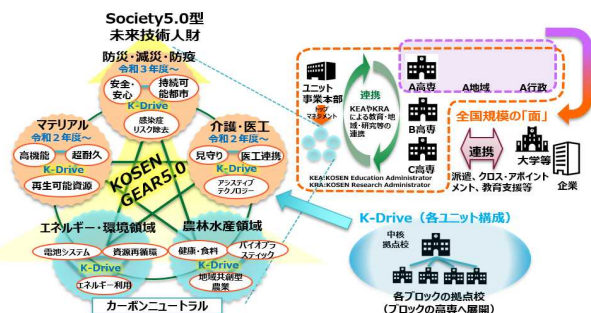 Society5.0型
未来技術人財
防災・減災・防疫
令和３年度～
安全・
安心
持続可
能都市
K-Drive
感染症
リスク除去
マテリアル
令和２年度～
高機能
超耐久
K-Drive
再生可能資源
介護・医工
令和２年度～
見守り
医工連携
K-Drive
アシスティブ
テクノロジー
KOSEN
GEAR5.0
エネルギー・環境領域
電池システム
資源再循環
K-Drive
エネルギー利用
農林水産領域
健康・食料
バイオプラ
スティック
K-Drive
地域共創型
農業
カーボンニュートラル
ユニット
事業本部
トップ
マネジメント
連携
KEAやKRA
による教育・地
域・研究等の
連携
KEA:KOSEN Education Administrator
KRA:KOSEN Research Administrator
A高専
A地域
A行政
B高専
C高専
全国規模の「面」
連携
大学等
企業
派遣、クロス・アポイント
メント、教育支援等
K-Drive（各ユニット構成）
中核
拠点校
各ブロックの拠点校
（ブロックの高専へ展開）